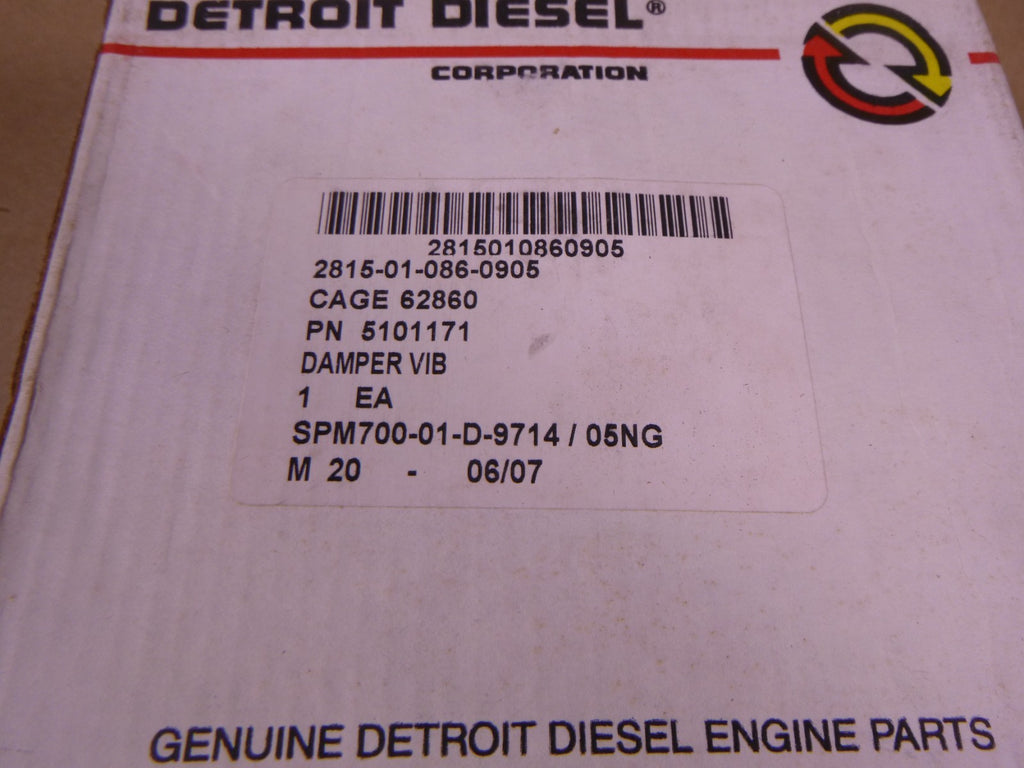 DETROIT DIESEL®
CORPORATION
2815010860905
2815-01-086-0905
CAGE 62860
PN 5101171
DAMPER VIB
1 EA
SPM700-01-D-9714 / 05NG
M 20 - 06/07
GENUINE DETROIT DIESEL ENGINE PARTS